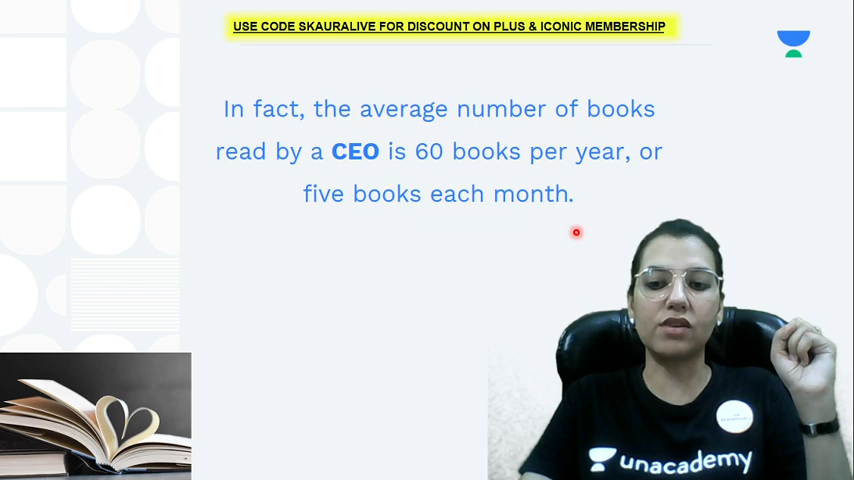 USE CODE SKAURALIVE FOR DISCOUNT ON PLUS & ICONIC MEMBERSHIP
In fact, the average number of books
read by a CEO is 60 books per year, or
five books each month.
unacademy